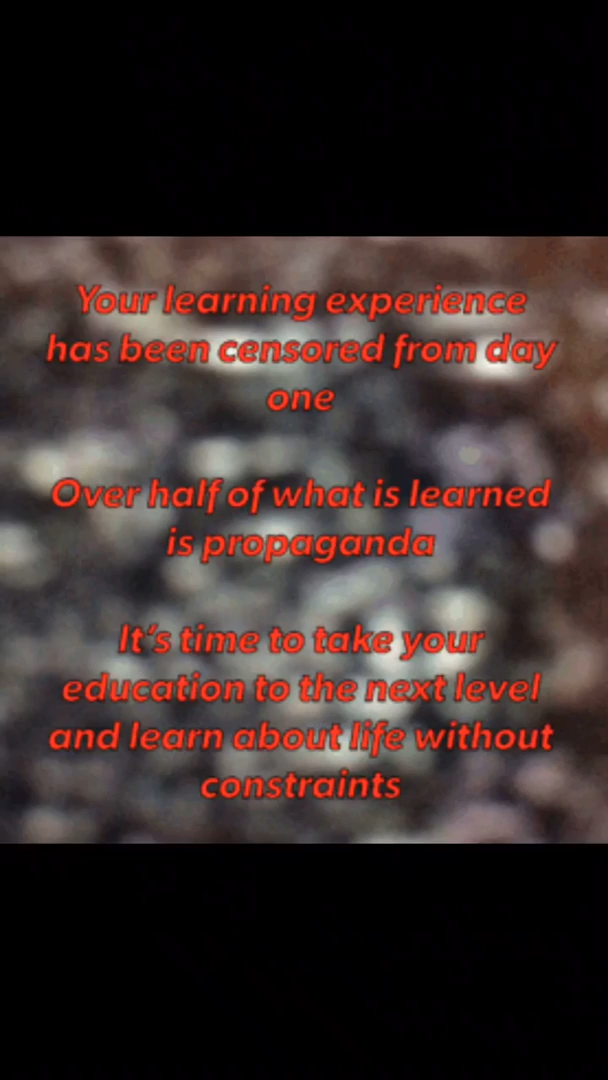 Your learning experience
has been censored from day
one
Over half of what is learned
is propaganda
It's time to take your
education to the next level
and learn about life without
constraints